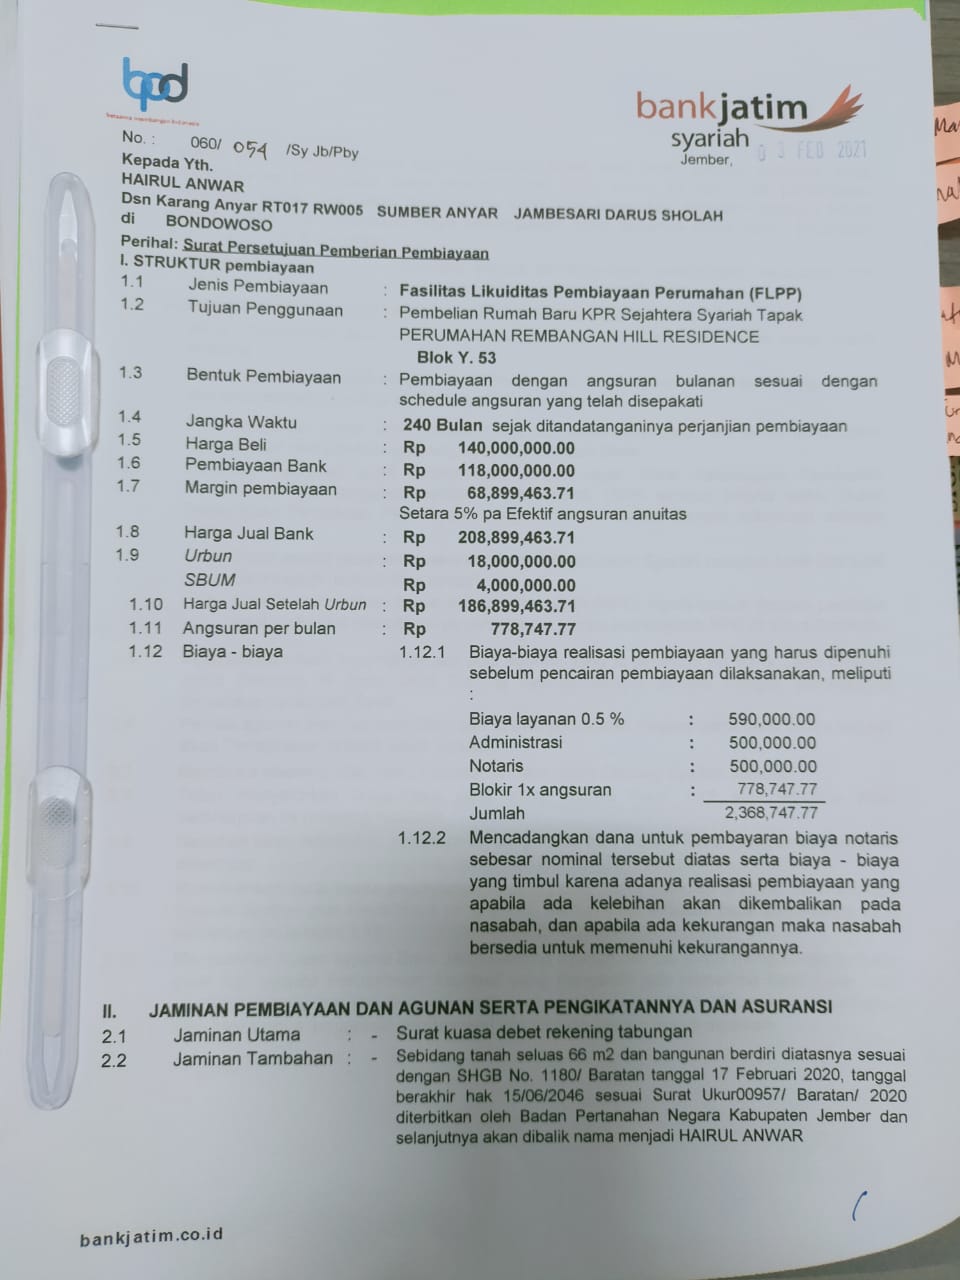 bpd
bankjatim
syariah
No. : 060/ 054 /Sy Jb/Pby
Jember, 03 FEB 2021
Kepada Yth.
HAIRUL ANWAR
Dsn Karang Anyar RT017 RW005 SUMBER ANYAR JAMBESARI DARUS SHOLAH
di BONDOWOSO
Perihal: Surat Persetujuan Pemberian Pembiayaan
I. STRUKTUR pembiayaan
1.1 Jenis Pembiayaan : Fasilitas Likuiditas Pembiayaan Perumahan (FLPP)
1.2 Tujuan Penggunaan : Pembelian Rumah Baru KPR Sejahtera Syariah Tapak
PERUMAHAN REMBANGAN HILL RESIDENCE
Blok Y. 53
1.3 Bentuk Pembiayaan : Pembiayaan dengan angsuran bulanan sesuai dengan
schedule angsuran yang telah disepakati
1.4 Jangka Waktu : 240 Bulan sejak ditandatanganinya perjanjian pembiayaan
1.5 Harga Beli : Rp 140,000,000.00
1.6 Pembiayaan Bank : Rp 118,000,000.00
1.7 Margin pembiayaan : Rp 68,899,463.71
Setara 5% pa Efektif angsuran anuitas
1.8 Harga Jual Bank : Rp 208,899,463.71
1.9 Urbun : Rp 18,000,000.00
SBUM Rp 4,000,000.00
1.10 Harga Jual Setelah Urbun : Rp 186,899,463.71
1.11 Angsuran per bulan : Rp 778,747.77
1.12 Biaya - biaya 1.12.1 Biaya-biaya realisasi pembiayaan yang harus dipenuhi
sebelum pencairan pembiayaan dilaksanakan, meliputi
:
Biaya layanan 0.5 % : 590,000.00
Administrasi : 500,000.00
Notaris : 500,000.00
Blokir 1x angsuran : 778,747.77
Jumlah 2,368,747.77
1.12.2 Mencadangkan dana untuk pembayaran biaya notaris
sebesar nominal tersebut diatas serta biaya - biaya
yang timbul karena adanya realisasi pembiayaan yang
apabila ada kelebihan akan dikembalikan pada
nasabah, dan apabila ada kekurangan maka nasabah
bersedia untuk memenuhi kekurangannya.
II. JAMINAN PEMBIAYAAN DAN AGUNAN SERTA PENGIKATANNYA DAN ASURANSI
2.1 Jaminan Utama : - Surat kuasa debet rekening tabungan
2.2 Jaminan Tambahan : - Sebidang tanah seluas 66 m2 dan bangunan berdiri diatasnya sesuai
dengan SHGB No. 1180/ Baratan tanggal 17 Februari 2020, tanggal
berakhir hak 15/06/2046 sesuai Surat Ukur00957/ Baratan/ 2020
diterbitkan oleh Badan Pertanahan Negara Kabupaten Jember dan
selanjutnya akan dibalik nama menjadi HAIRUL ANWAR
bankjatim.co.id